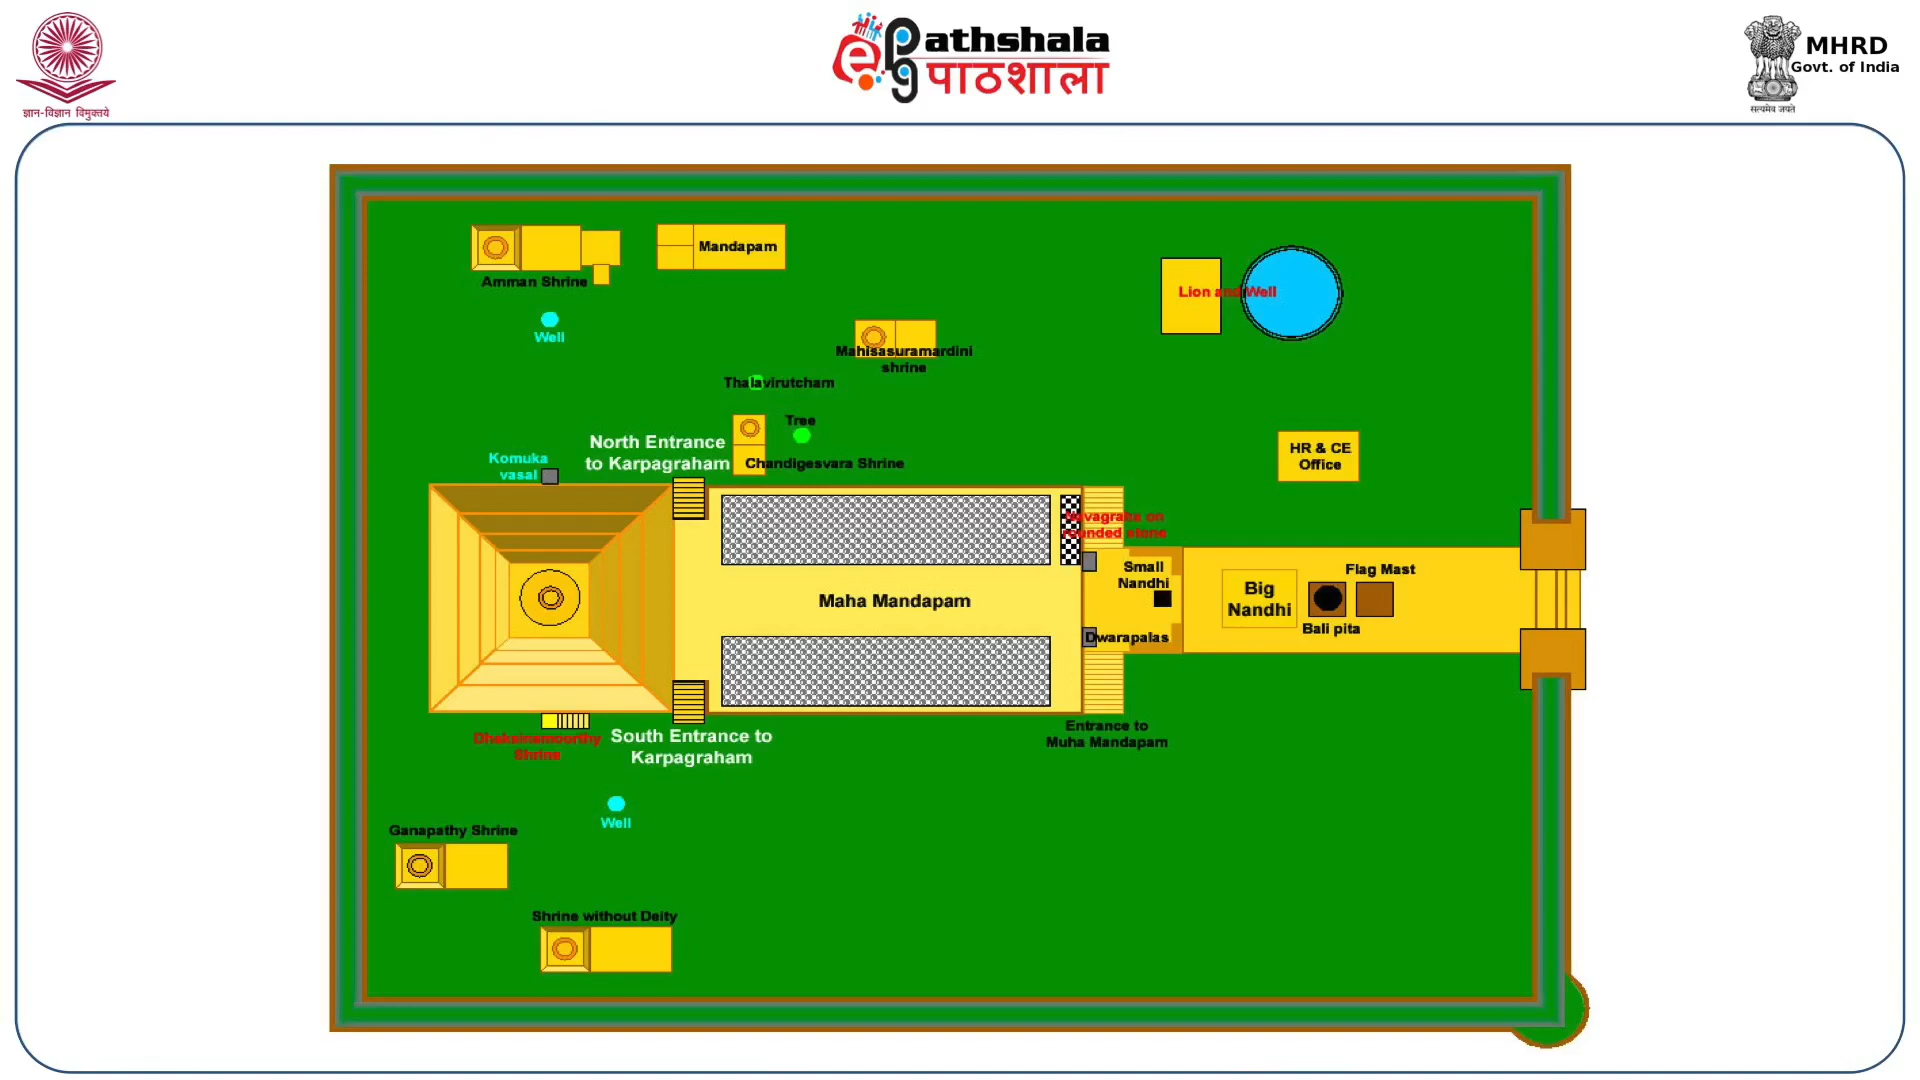 ज्ञान-विज्ञान विमुक्तये
e Pg athshala
पाठशाला
MHRD
Govt. of India
सत्यमेव जयते
Mandapam
Amman Shrine
Lion and Well
Well
Mahisasuramardini
shrine
Thalavirutcham
Tree
North Entrance
to Karpagraham
Chandigesvara Shrine
HR & CE
Office
Komuka
vasal
Navagraha on
rounded stone
Small
Nandhi
Flag Mast
Big
Nandhi
Maha Mandapam
Bali pita
Dwarapalas
Entrance to
Muha Mandapam
Dhakainamoorthy
Shrine
South Entrance to
Karpagraham
Well
Ganapathy Shrine
Shrine without Deity